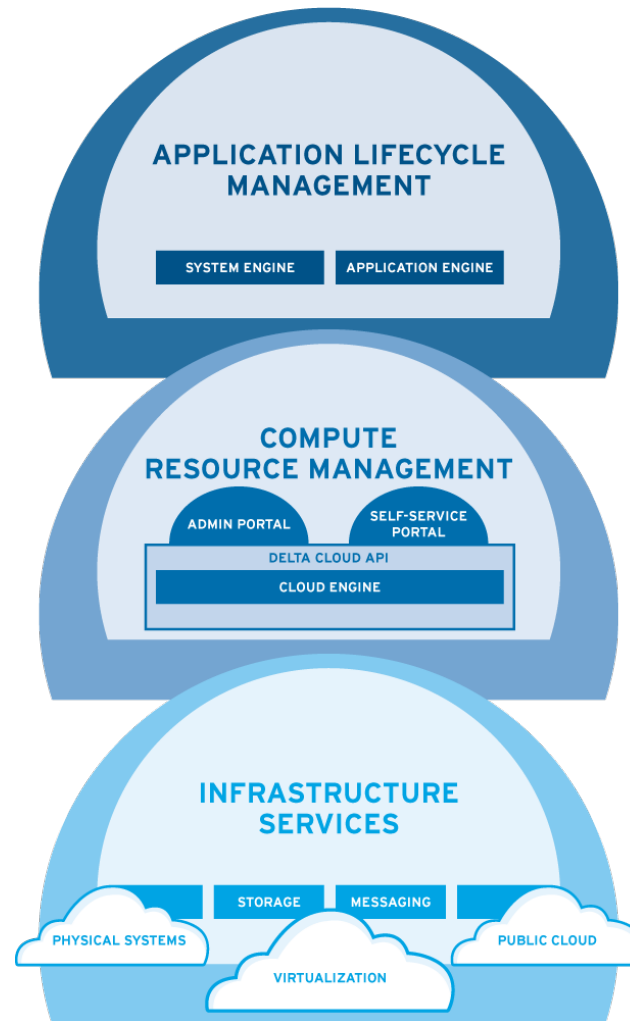 APPLICATION LIFECYCLE
MANAGEMENT
SYSTEM ENGINE
APPLICATION ENGINE
COMPUTE
RESOURCE MANAGEMENT
ADMIN PORTAL
SELF-SERVICE
PORTAL
DELTA CLOUD API
CLOUD ENGINE
INFRASTRUCTURE
SERVICES
STORAGE
MESSAGING
PHYSICAL SYSTEMS
PUBLIC CLOUD
VIRTUALIZATION